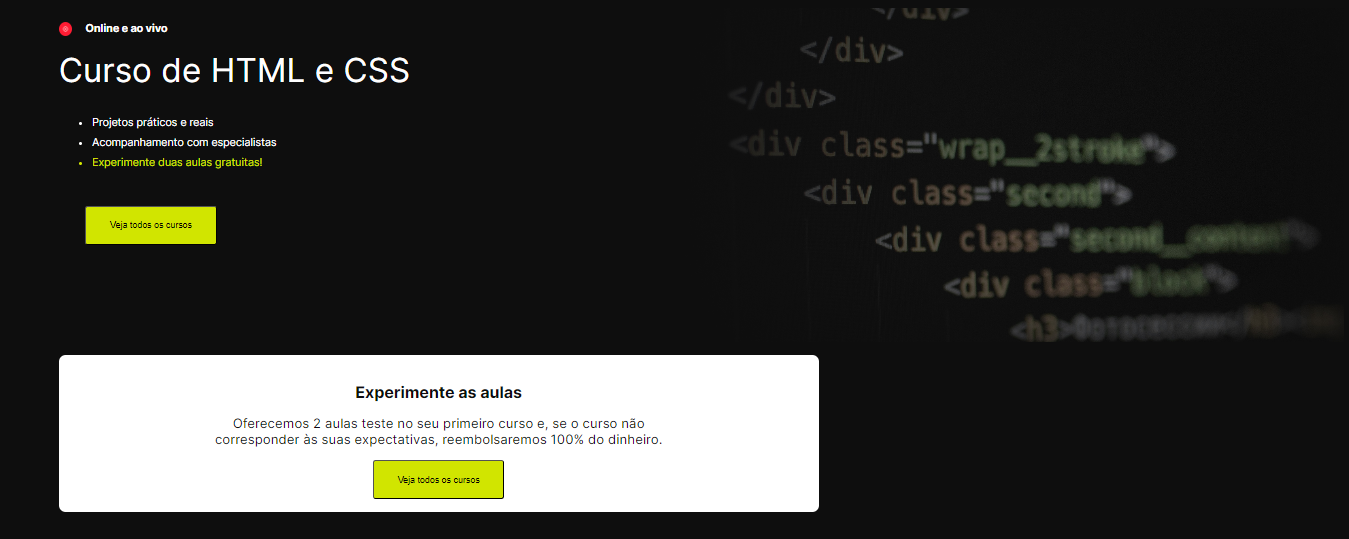 Online e ao vivo
Curso de HTML e CSS
Projetos práticos e reais
Acompanhamento com especialistas
Experimente duas aulas gratuitas!
Veja todos os cursos
</div>
</div>
</div>
<div class="wrap__2stroke">
<div class="second">
<div class="second__content">
<div class="block">
<h3>
Experimente as aulas
Oferecemos 2 aulas teste no seu primeiro curso e, se o curso não
corresponder às suas expectativas, reembolsaremos 100% do dinheiro.
Veja todos os cursos